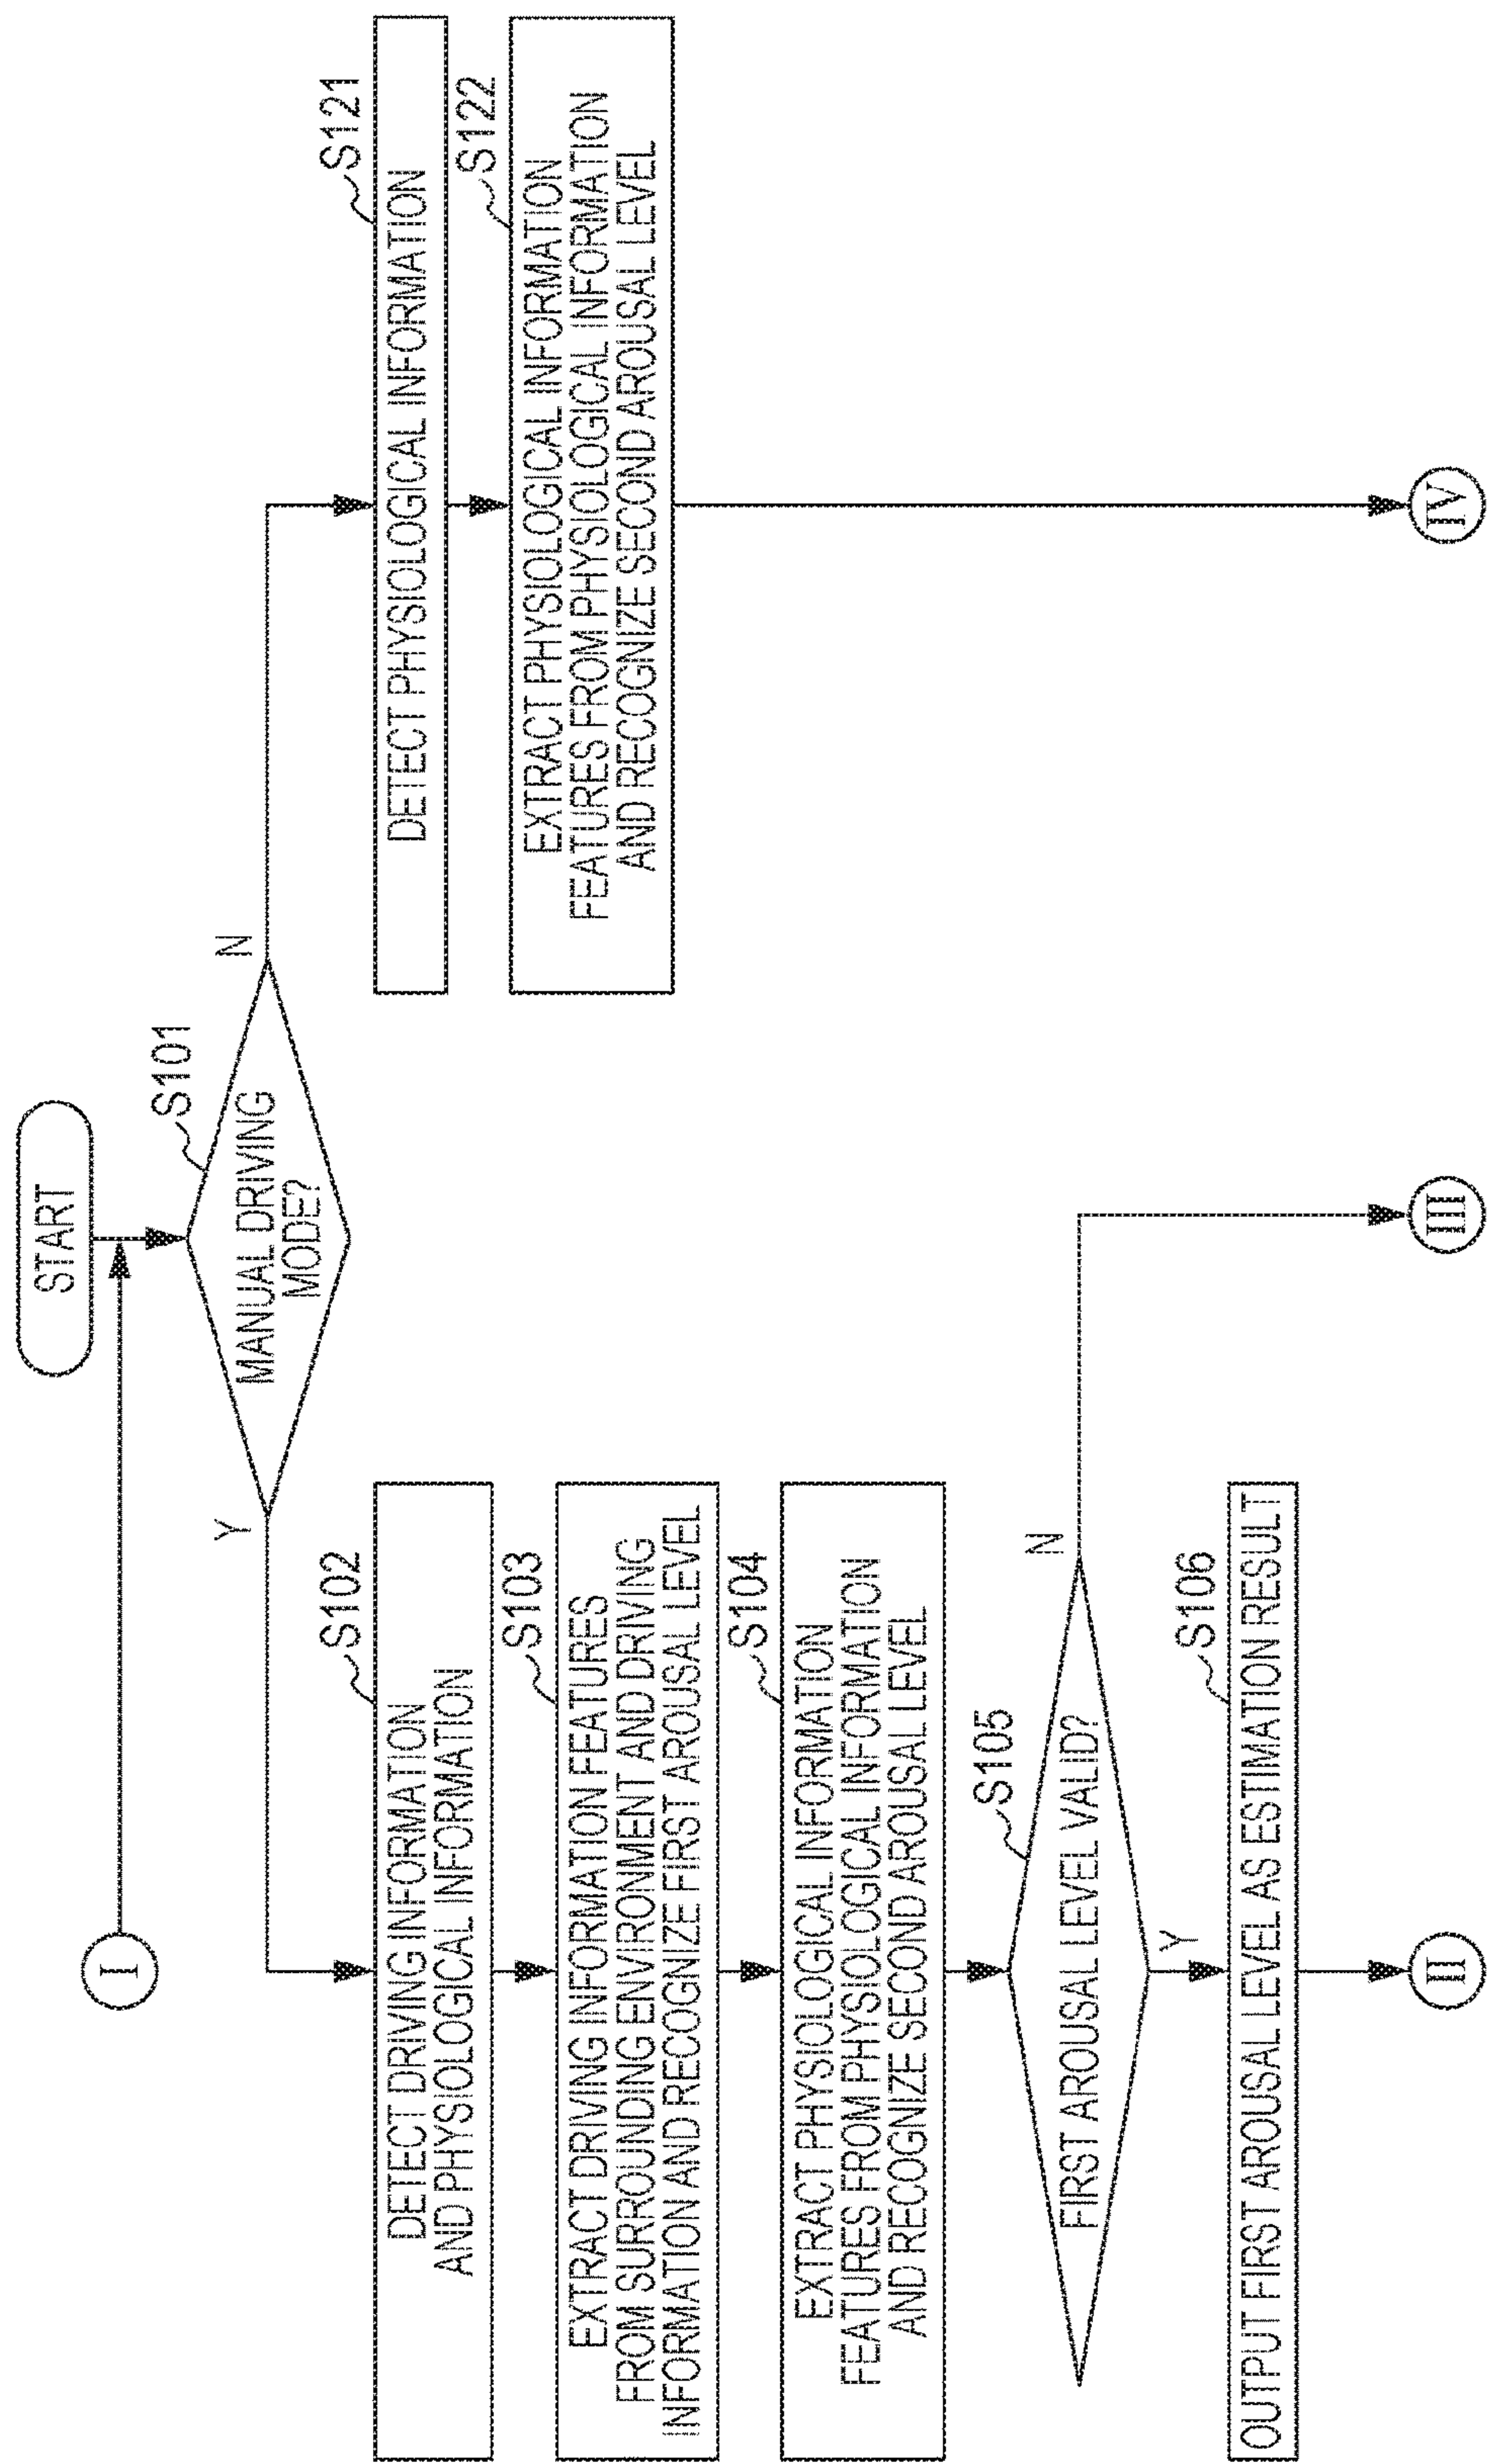 START
I
S101
MANUAL DRIVING
MODE?
Y
N
S102
DETECT DRIVING INFORMATION
AND PHYSIOLOGICAL INFORMATION
S103
EXTRACT DRIVING INFORMATION FEATURES
FROM SURROUNDING ENVIRONMENT AND DRIVING
INFORMATION AND RECOGNIZE FIRST AROUSAL LEVEL
S104
EXTRACT PHYSIOLOGICAL INFORMATION
FEATURES FROM PHYSIOLOGICAL INFORMATION
AND RECOGNIZE SECOND AROUSAL LEVEL
S105
FIRST AROUSAL LEVEL VALID?
N
Y
S106
OUTPUT FIRST AROUSAL LEVEL AS ESTIMATION RESULT
II
III
S121
DETECT PHYSIOLOGICAL INFORMATION
S122
EXTRACT PHYSIOLOGICAL INFORMATION
FEATURES FROM PHYSIOLOGICAL INFORMATION
AND RECOGNIZE SECOND AROUSAL LEVEL
IV